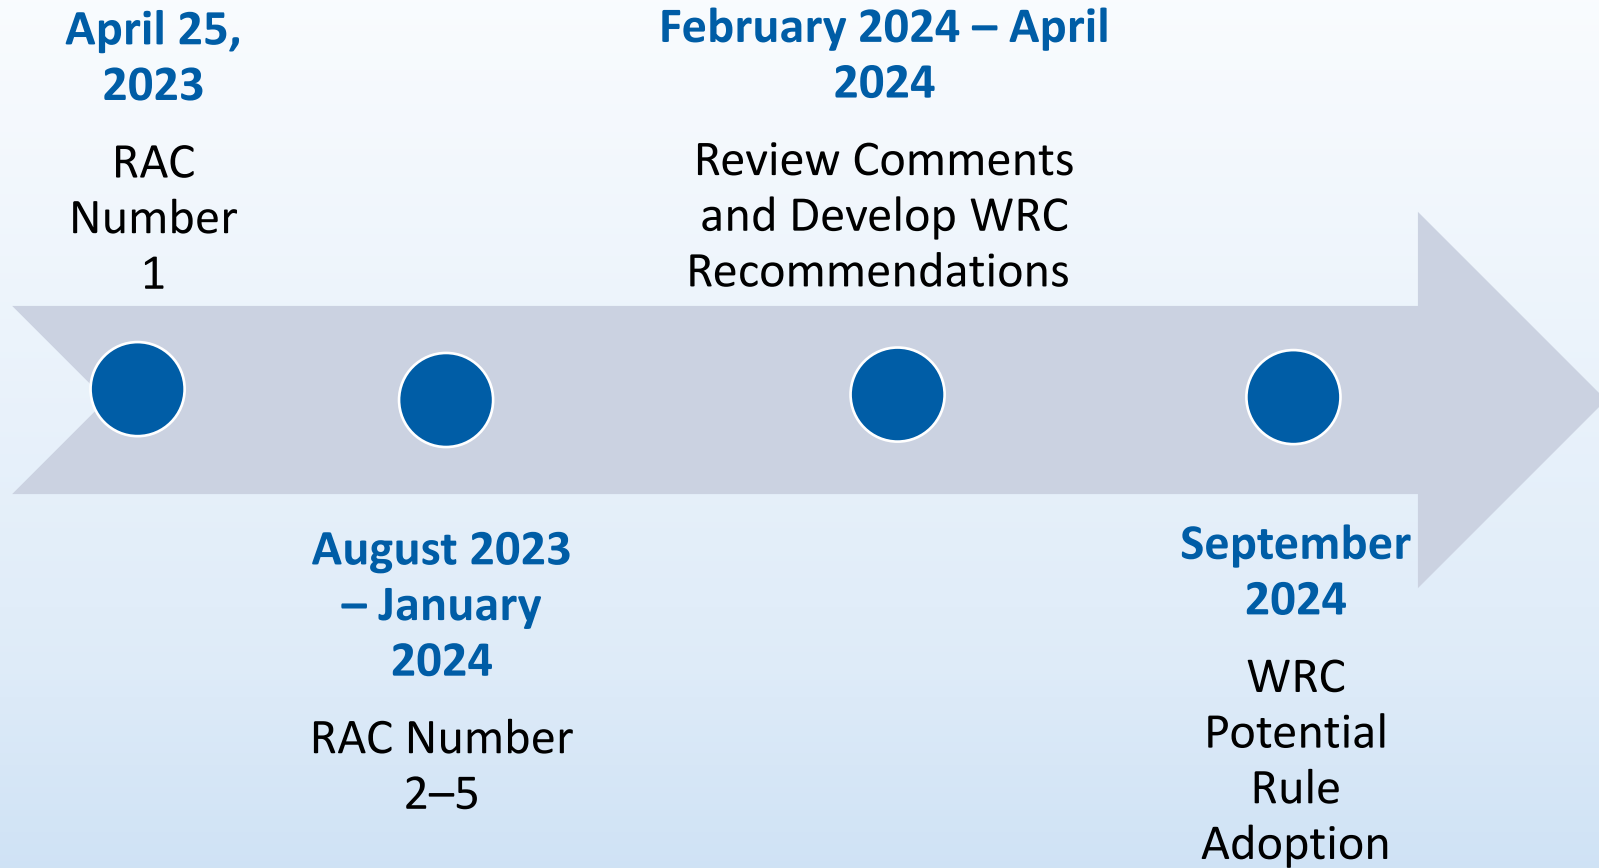 April 25,
2023
RAC
Number
1
August 2023
– January
2024
RAC Number
2–5
February 2024 – April
2024
Review Comments
and Develop WRC
Recommendations
September
2024
WRC
Potential
Rule
Adoption